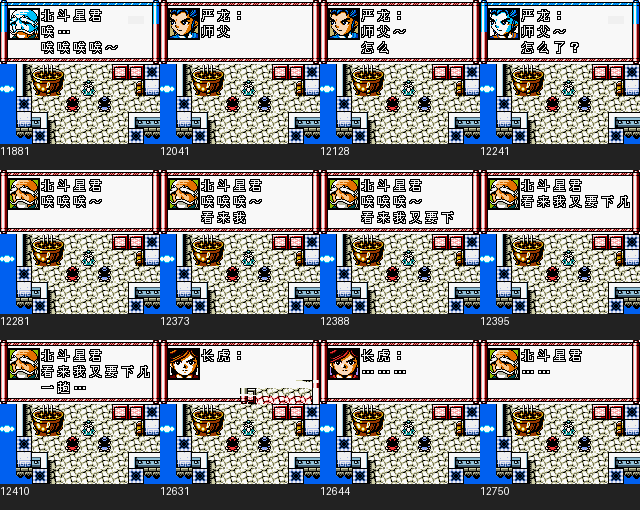 北斗星君
唉…
唉唉唉唉～
11881
严龙：
师父
12041
严龙：
师父～
怎么
12128
严龙：
师父～
怎么了？
12241
北斗星君
唉唉唉～
12281
北斗星君
唉唉唉～
看来我
12373
北斗星君
唉唉唉～
看来我又要下
12388
北斗星君
看来我又要下凡
12395
北斗星君
看来我又要下凡
一趟…
12410
长虎：
12631
长虎：
………
12644
北斗星君
……
12750